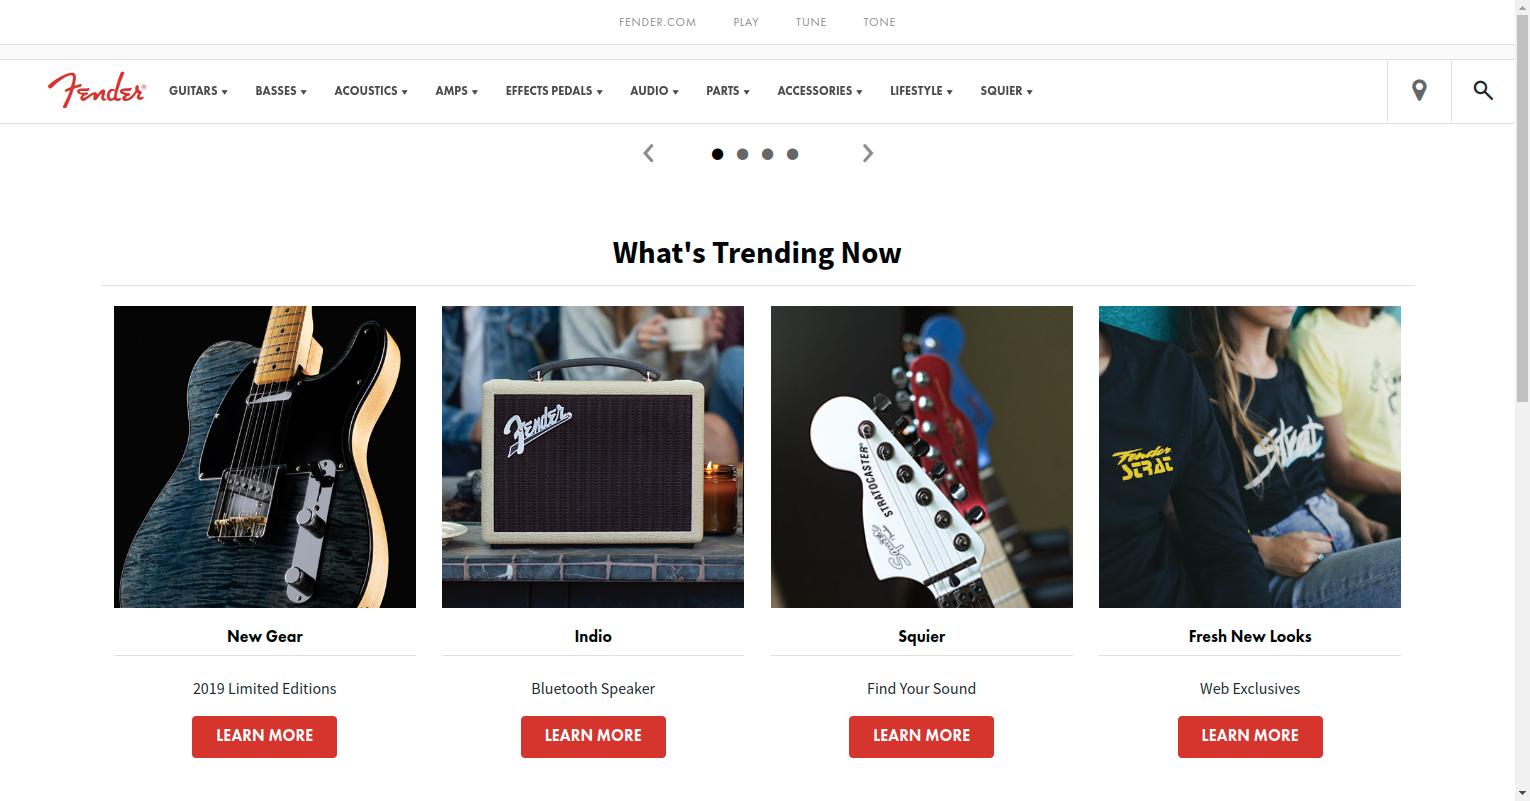 FENDER.COM PLAY TUNE TONE
Fender GUITARS BASSES ACOUSTICS AMPS EFFECTS PEDALS AUDIO PARTS ACCESSORIES LIFESTYLE SQUIER
What's Trending Now
Fender
STRATOCASTER
Squier
Fender
STRAT
Strat
New Gear Indio Squier Fresh New Looks
2019 Limited Editions Bluetooth Speaker Find Your Sound Web Exclusives
LEARN MORE LEARN MORE LEARN MORE LEARN MORE